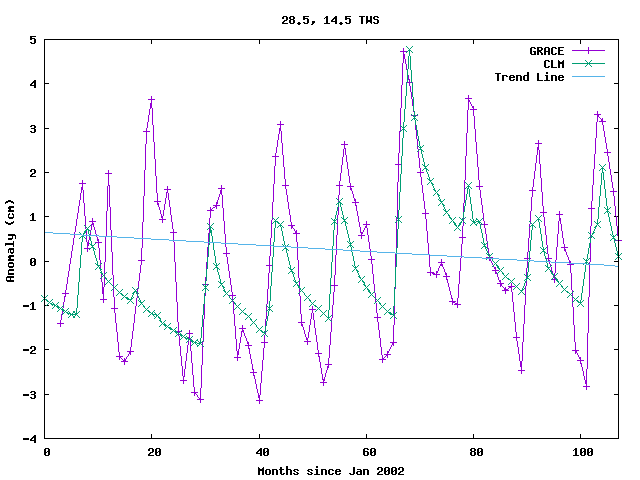 28.5, 14.5 TWS
GRACE
CLM
Trend Line
5
4
3
2
1
0
-1
-2
-3
-4
Anomaly (cm)
0 20 40 60 80 100
Months since Jan 2002